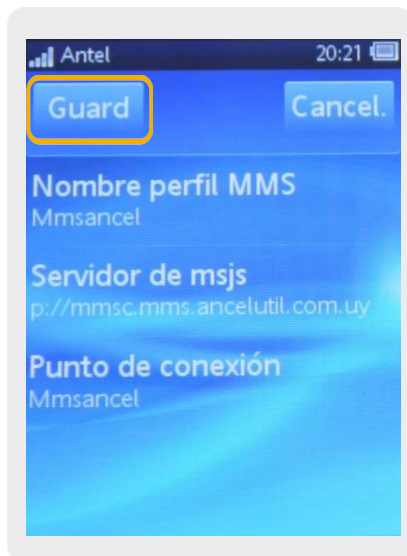 Antel 20:21
Guard Cancel.
Nombre perfil MMS
Mmsancel
Servidor de msjs
p://mmsc.mms.ancelutil.com.uy
Punto de conexión
Mmsancel